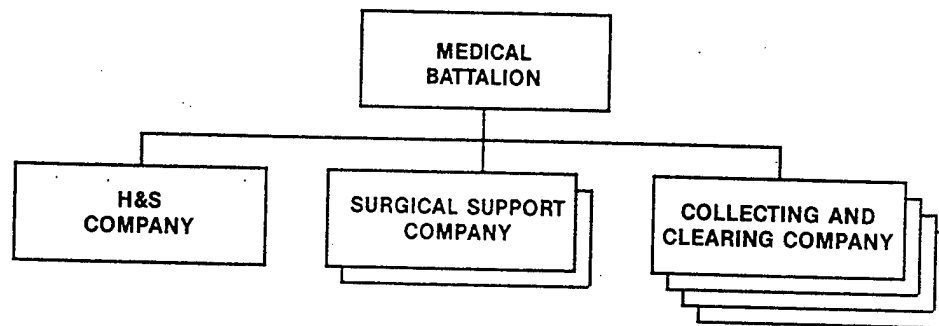 MEDICAL
BATTALION
H&S
COMPANY
SURGICAL SUPPORT
COMPANY
COLLECTING AND
CLEARING COMPANY